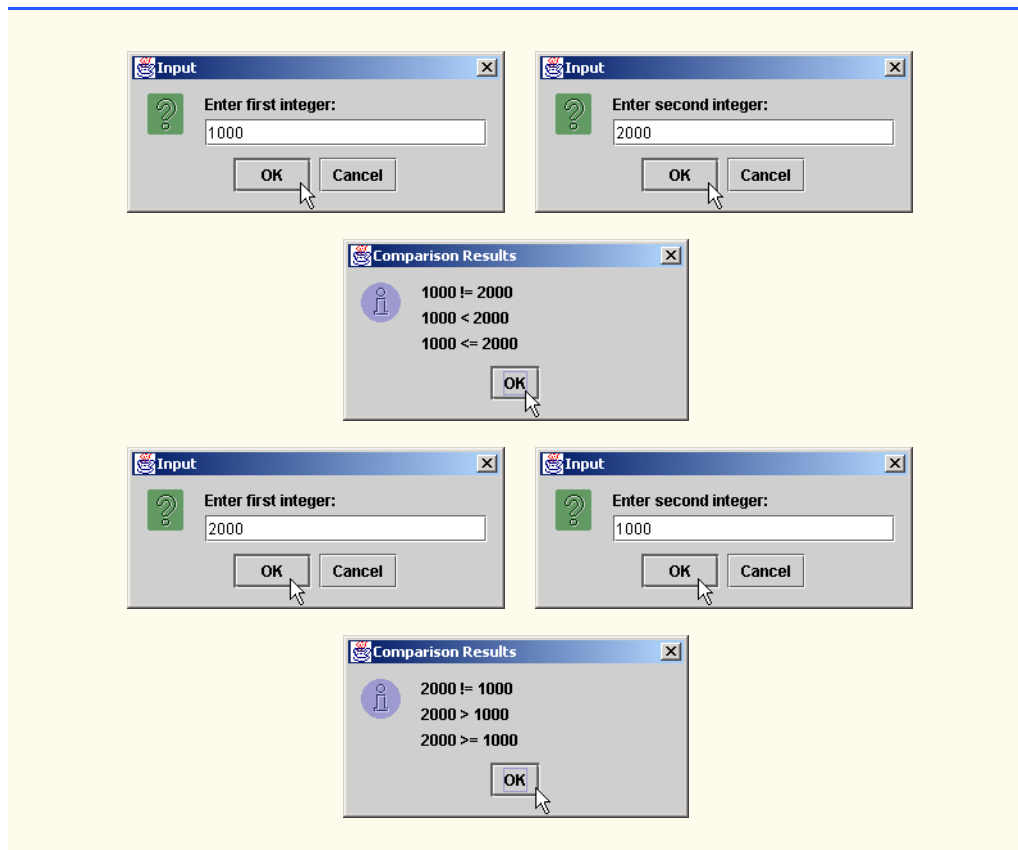 Input
Enter first integer:
1000
OK Cancel
Input
Enter second integer:
2000
OK Cancel
Comparison Results
1000 != 2000
1000 < 2000
1000 <= 2000
OK
Input
Enter first integer:
2000
OK Cancel
Input
Enter second integer:
1000
OK Cancel
Comparison Results
2000 != 1000
2000 > 1000
2000 >= 1000
OK